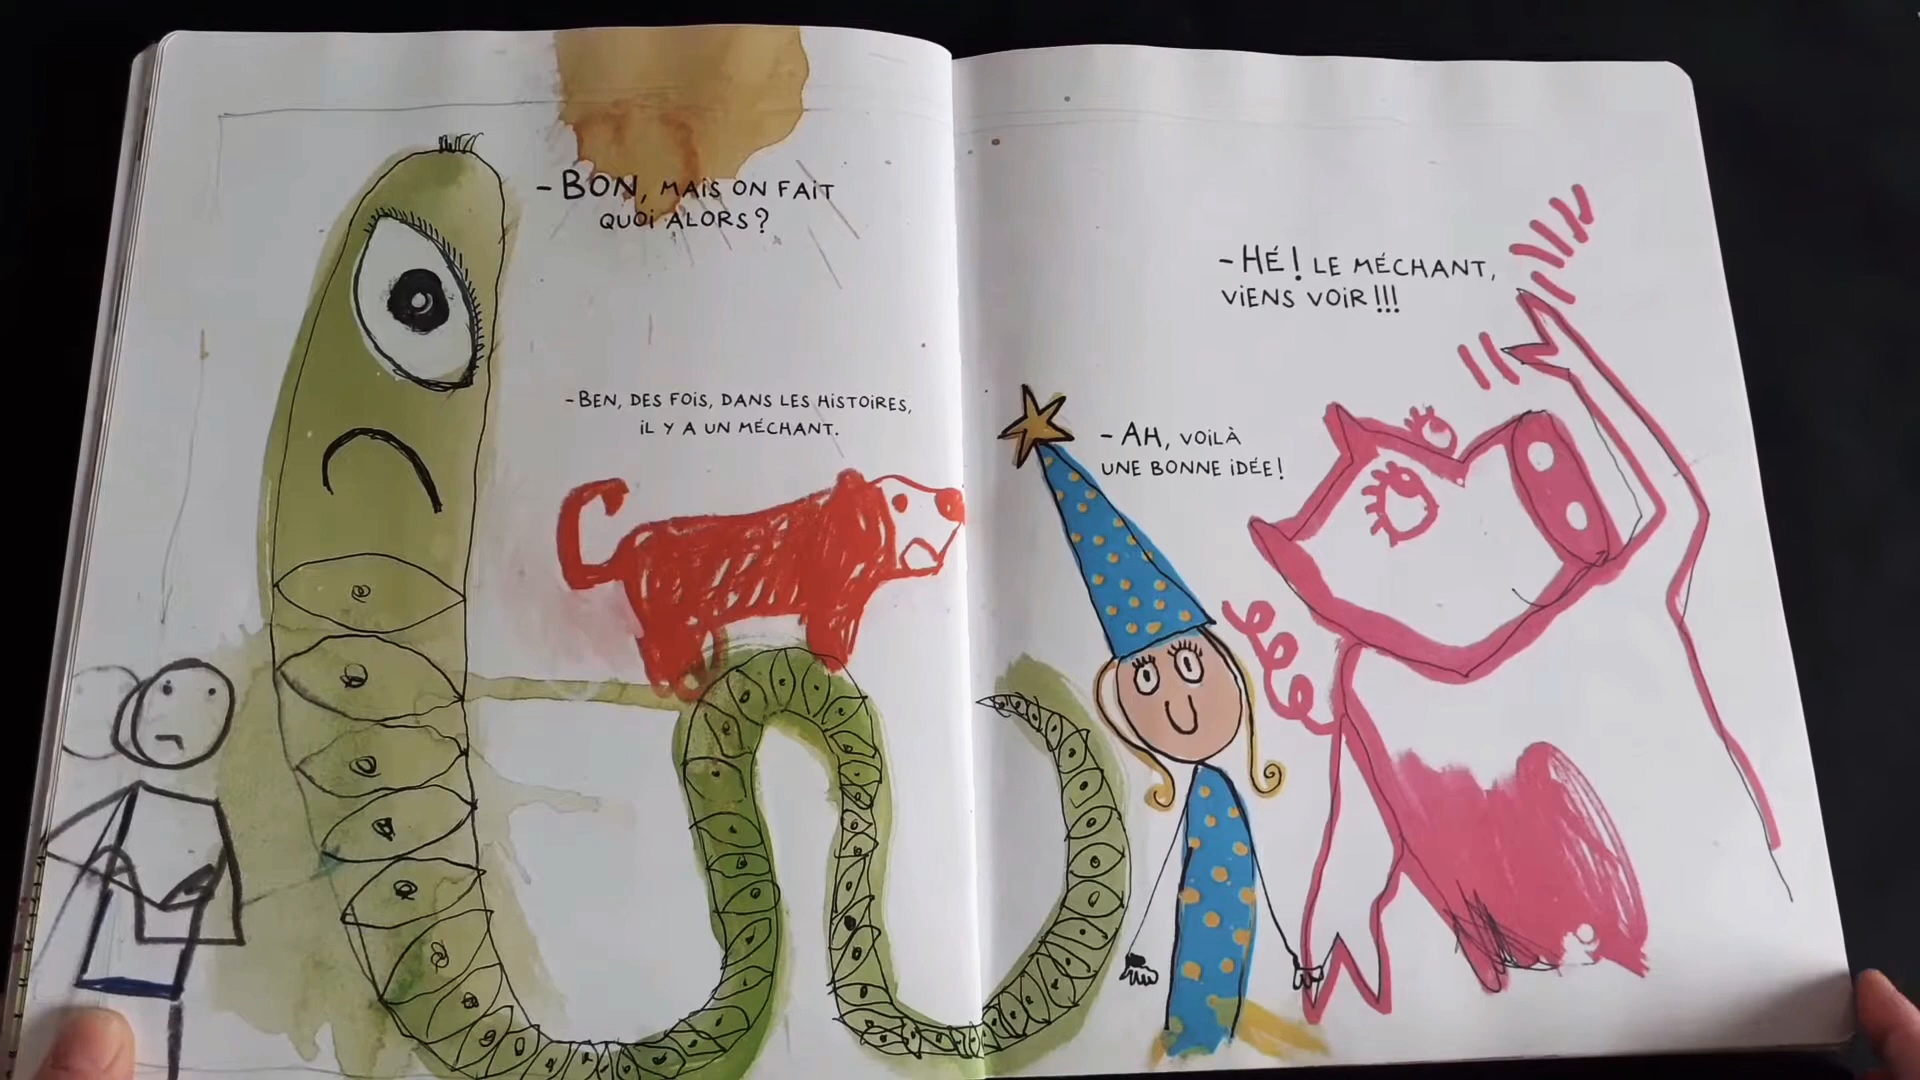 - BON, MAIS ON FAIT
QUOI ALORS?
- BEN, DES FOIS, DANS LES HISTOIRES,
IL Y A UN MÉCHANT.
- HÉ! LE MÉCHANT,
VIENS VOIR!!!
- AH, VOILÀ
UNE BONNE IDÉE!